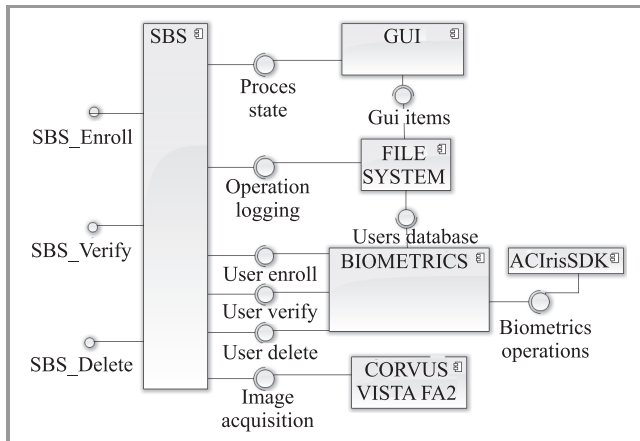 SBS
GUI
Proces
state
SBS_Enroll
Gui items
FILE
SYSTEM
Operation
logging
Users database
SBS_Verify
User enroll
BIOMETRICS
ACIrisSDK
User verify
User delete
Biometrics
operations
SBS_Delete
CORVUS
VISTA FA2
Image
acquisition